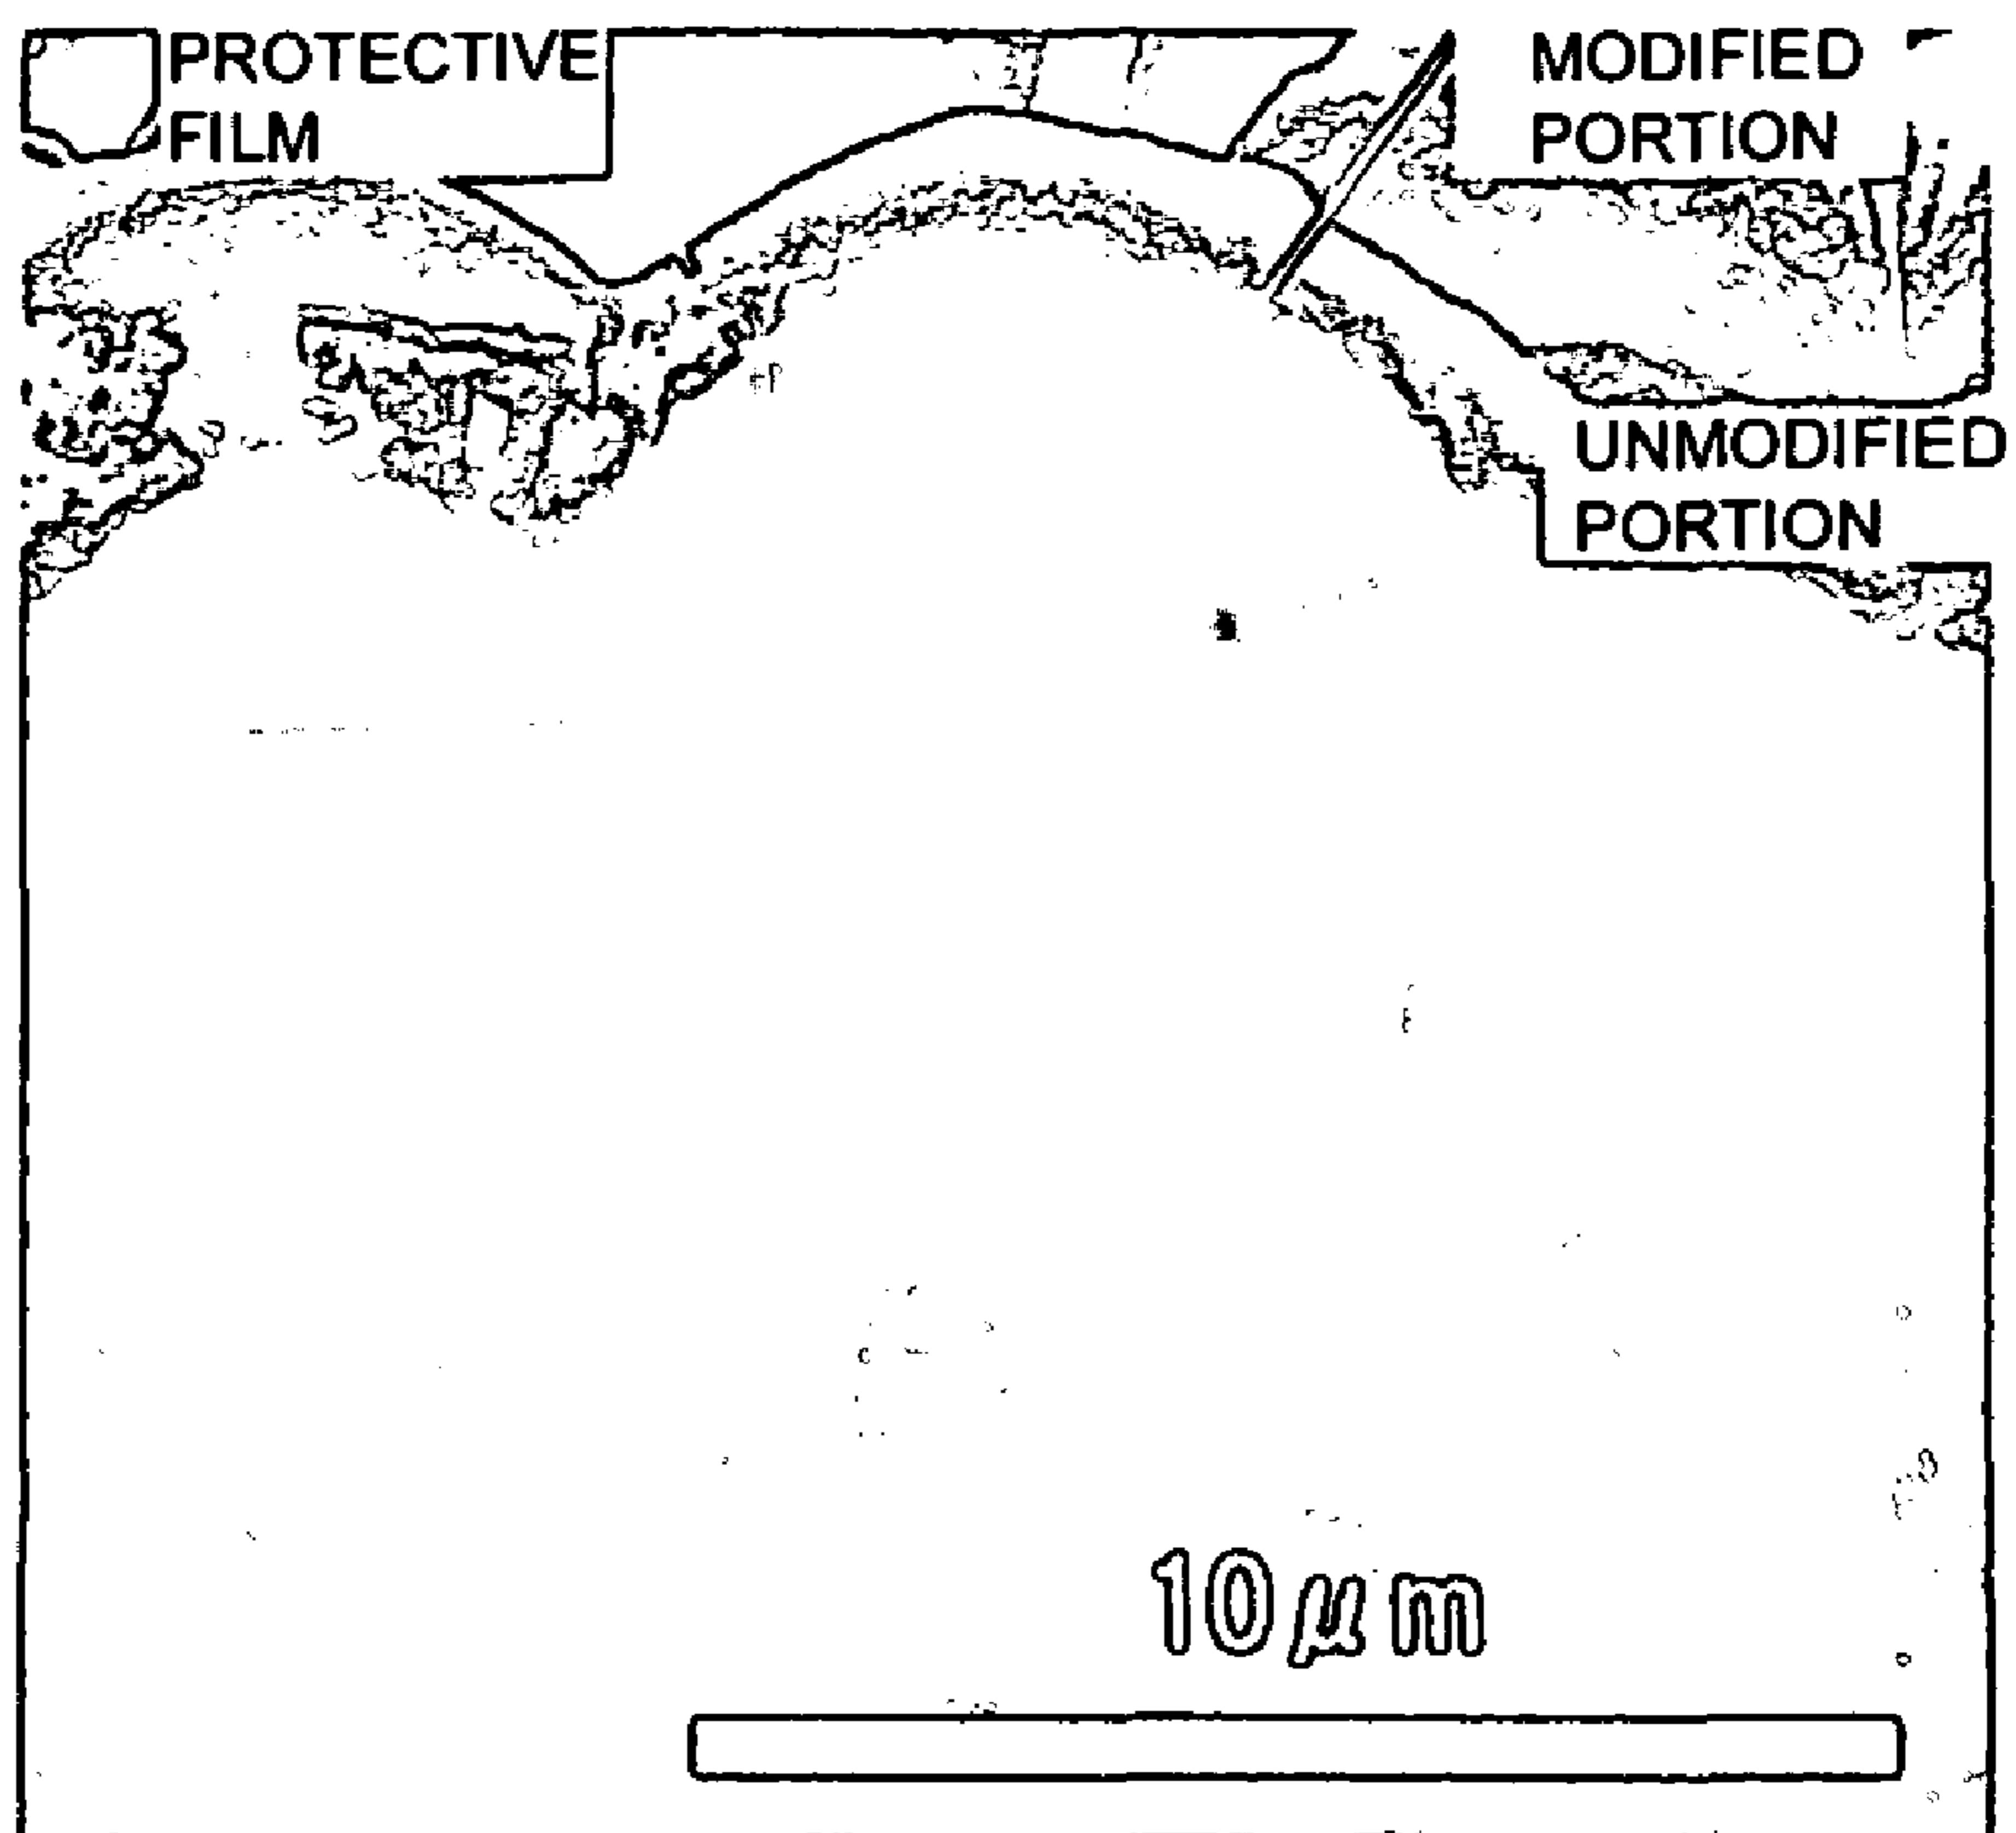 PROTECTIVE
FILM
MODIFIED
PORTION
UNMODIFIED
PORTION
10μm